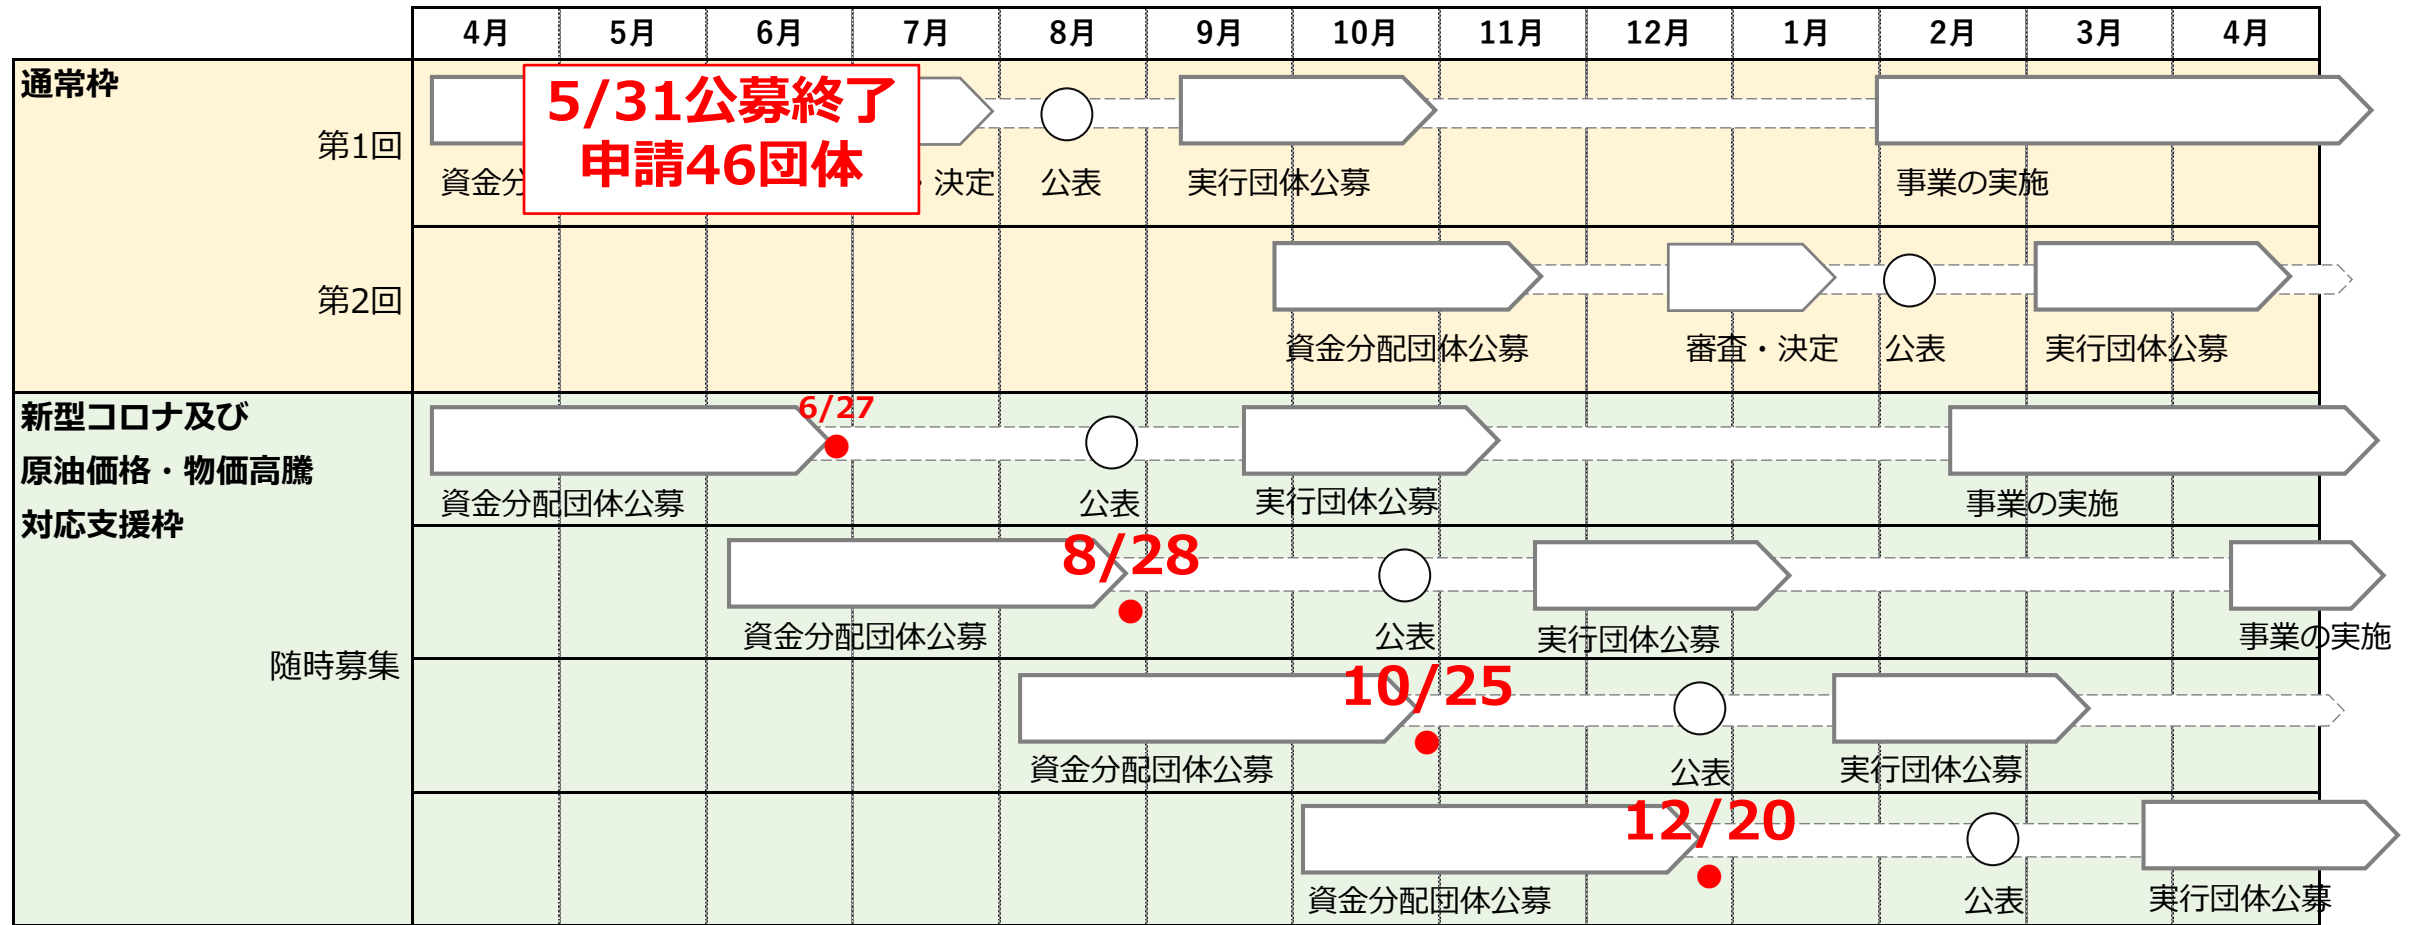 4月 5月 6月 7月 8月 9月 10月 11月 12月 1月 2月 3月 4月
通常枠
第1回
5/31公募終了
申請46団体
資金分
・決定
公表
実行団体公募
事業の実施
第2回
資金分配団体公募
審査・決定
公表
実行団体公募
新型コロナ及び
原油価格・物価高騰
対応支援枠
6/27
資金分配団体公募
公表
実行団体公募
事業の実施
随時募集
8/28
資金分配団体公募
公表
実行団体公募
事業の実施
10/25
資金分配団体公募
公表
実行団体公募
12/20
資金分配団体公募
公表
実行団体公募